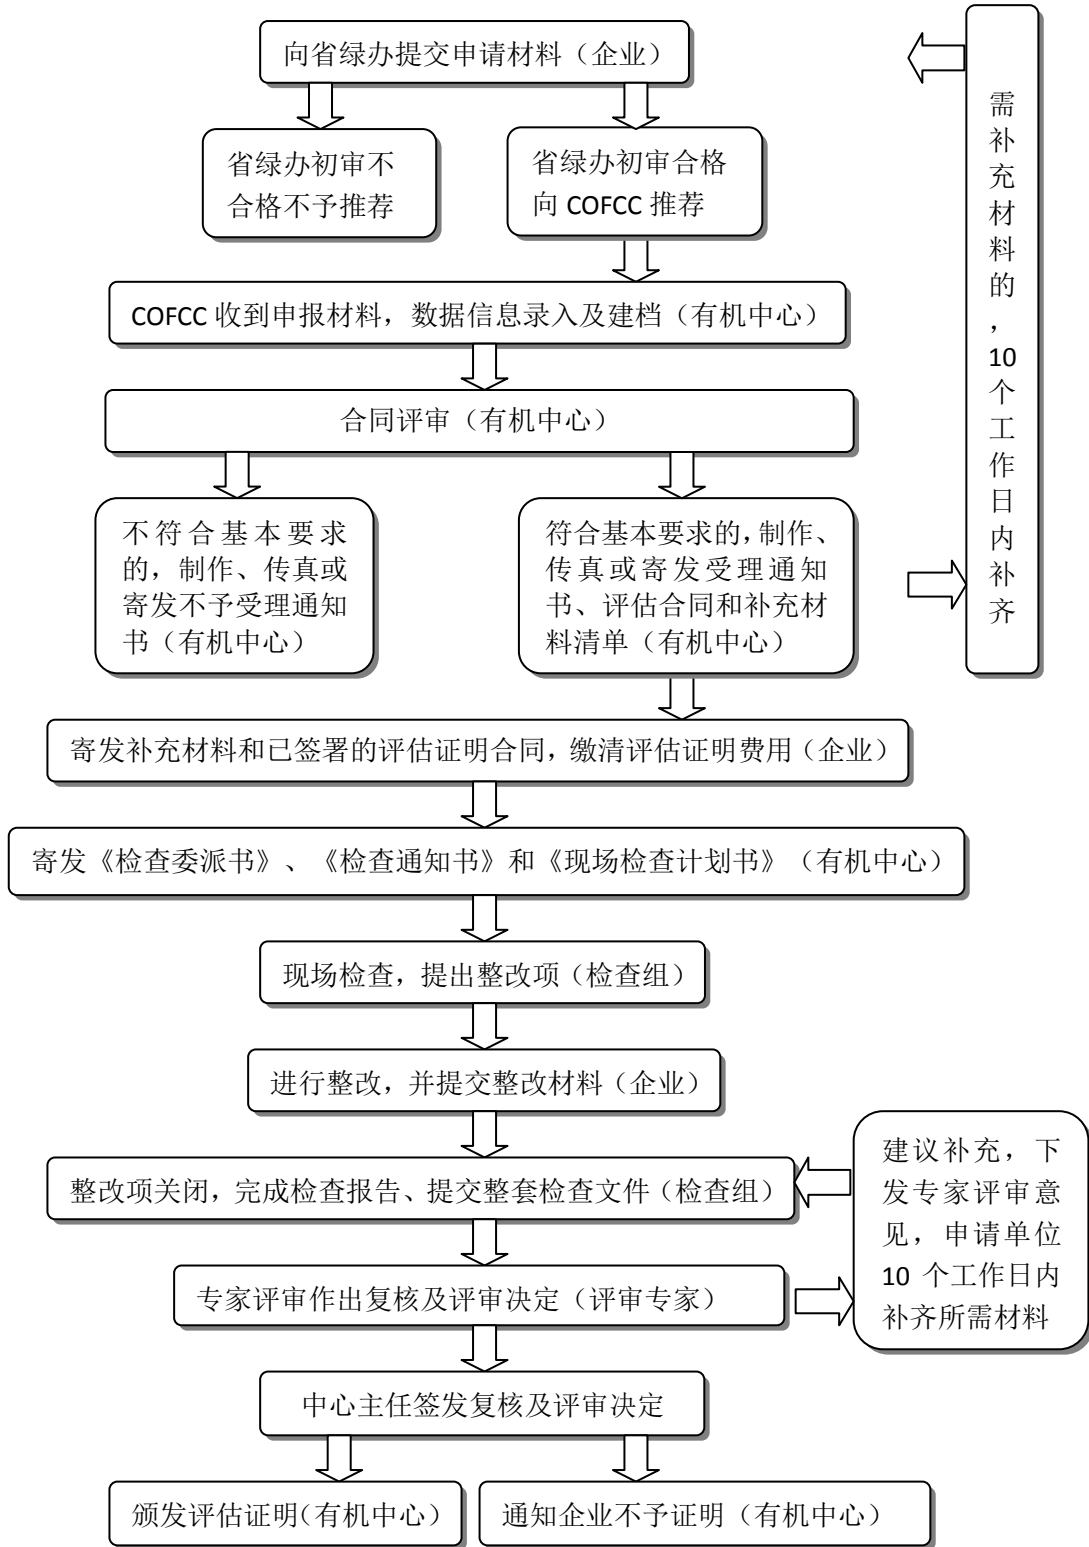 向省绿办提交申请材料（企业）
省绿办初审不
合格不予推荐
省绿办初审合格
向 COFCC 推荐
COFCC 收到申报材料，数据信息录入及建档（有机中心）
合同评审（有机中心）
不符合基本要求
的，制作、传真或
寄发不予受理通知
书（有机中心）
符合基本要求的，制作、
传真或寄发受理通知
书、评估合同和补充材
料清单（有机中心）
需
补
充
材
料
的
，
10
个
工
作
日
内
补
齐
寄发补充材料和已签署的评估证明合同，缴清评估证明费用（企业）
寄发《检查委派书》、《检查通知书》和《现场检查计划书》（有机中心）
现场检查，提出整改项（检查组）
进行整改，并提交整改材料（企业）
整改项关闭，完成检查报告、提交整套检查文件（检查组）
专家评审作出复核及评审决定（评审专家）
建议补充，下
发专家评审意
见，申请单位
10 个工作日内
补齐所需材料
中心主任签发复核及评审决定
颁发评估证明（有机中心）
通知企业不予证明（有机中心）